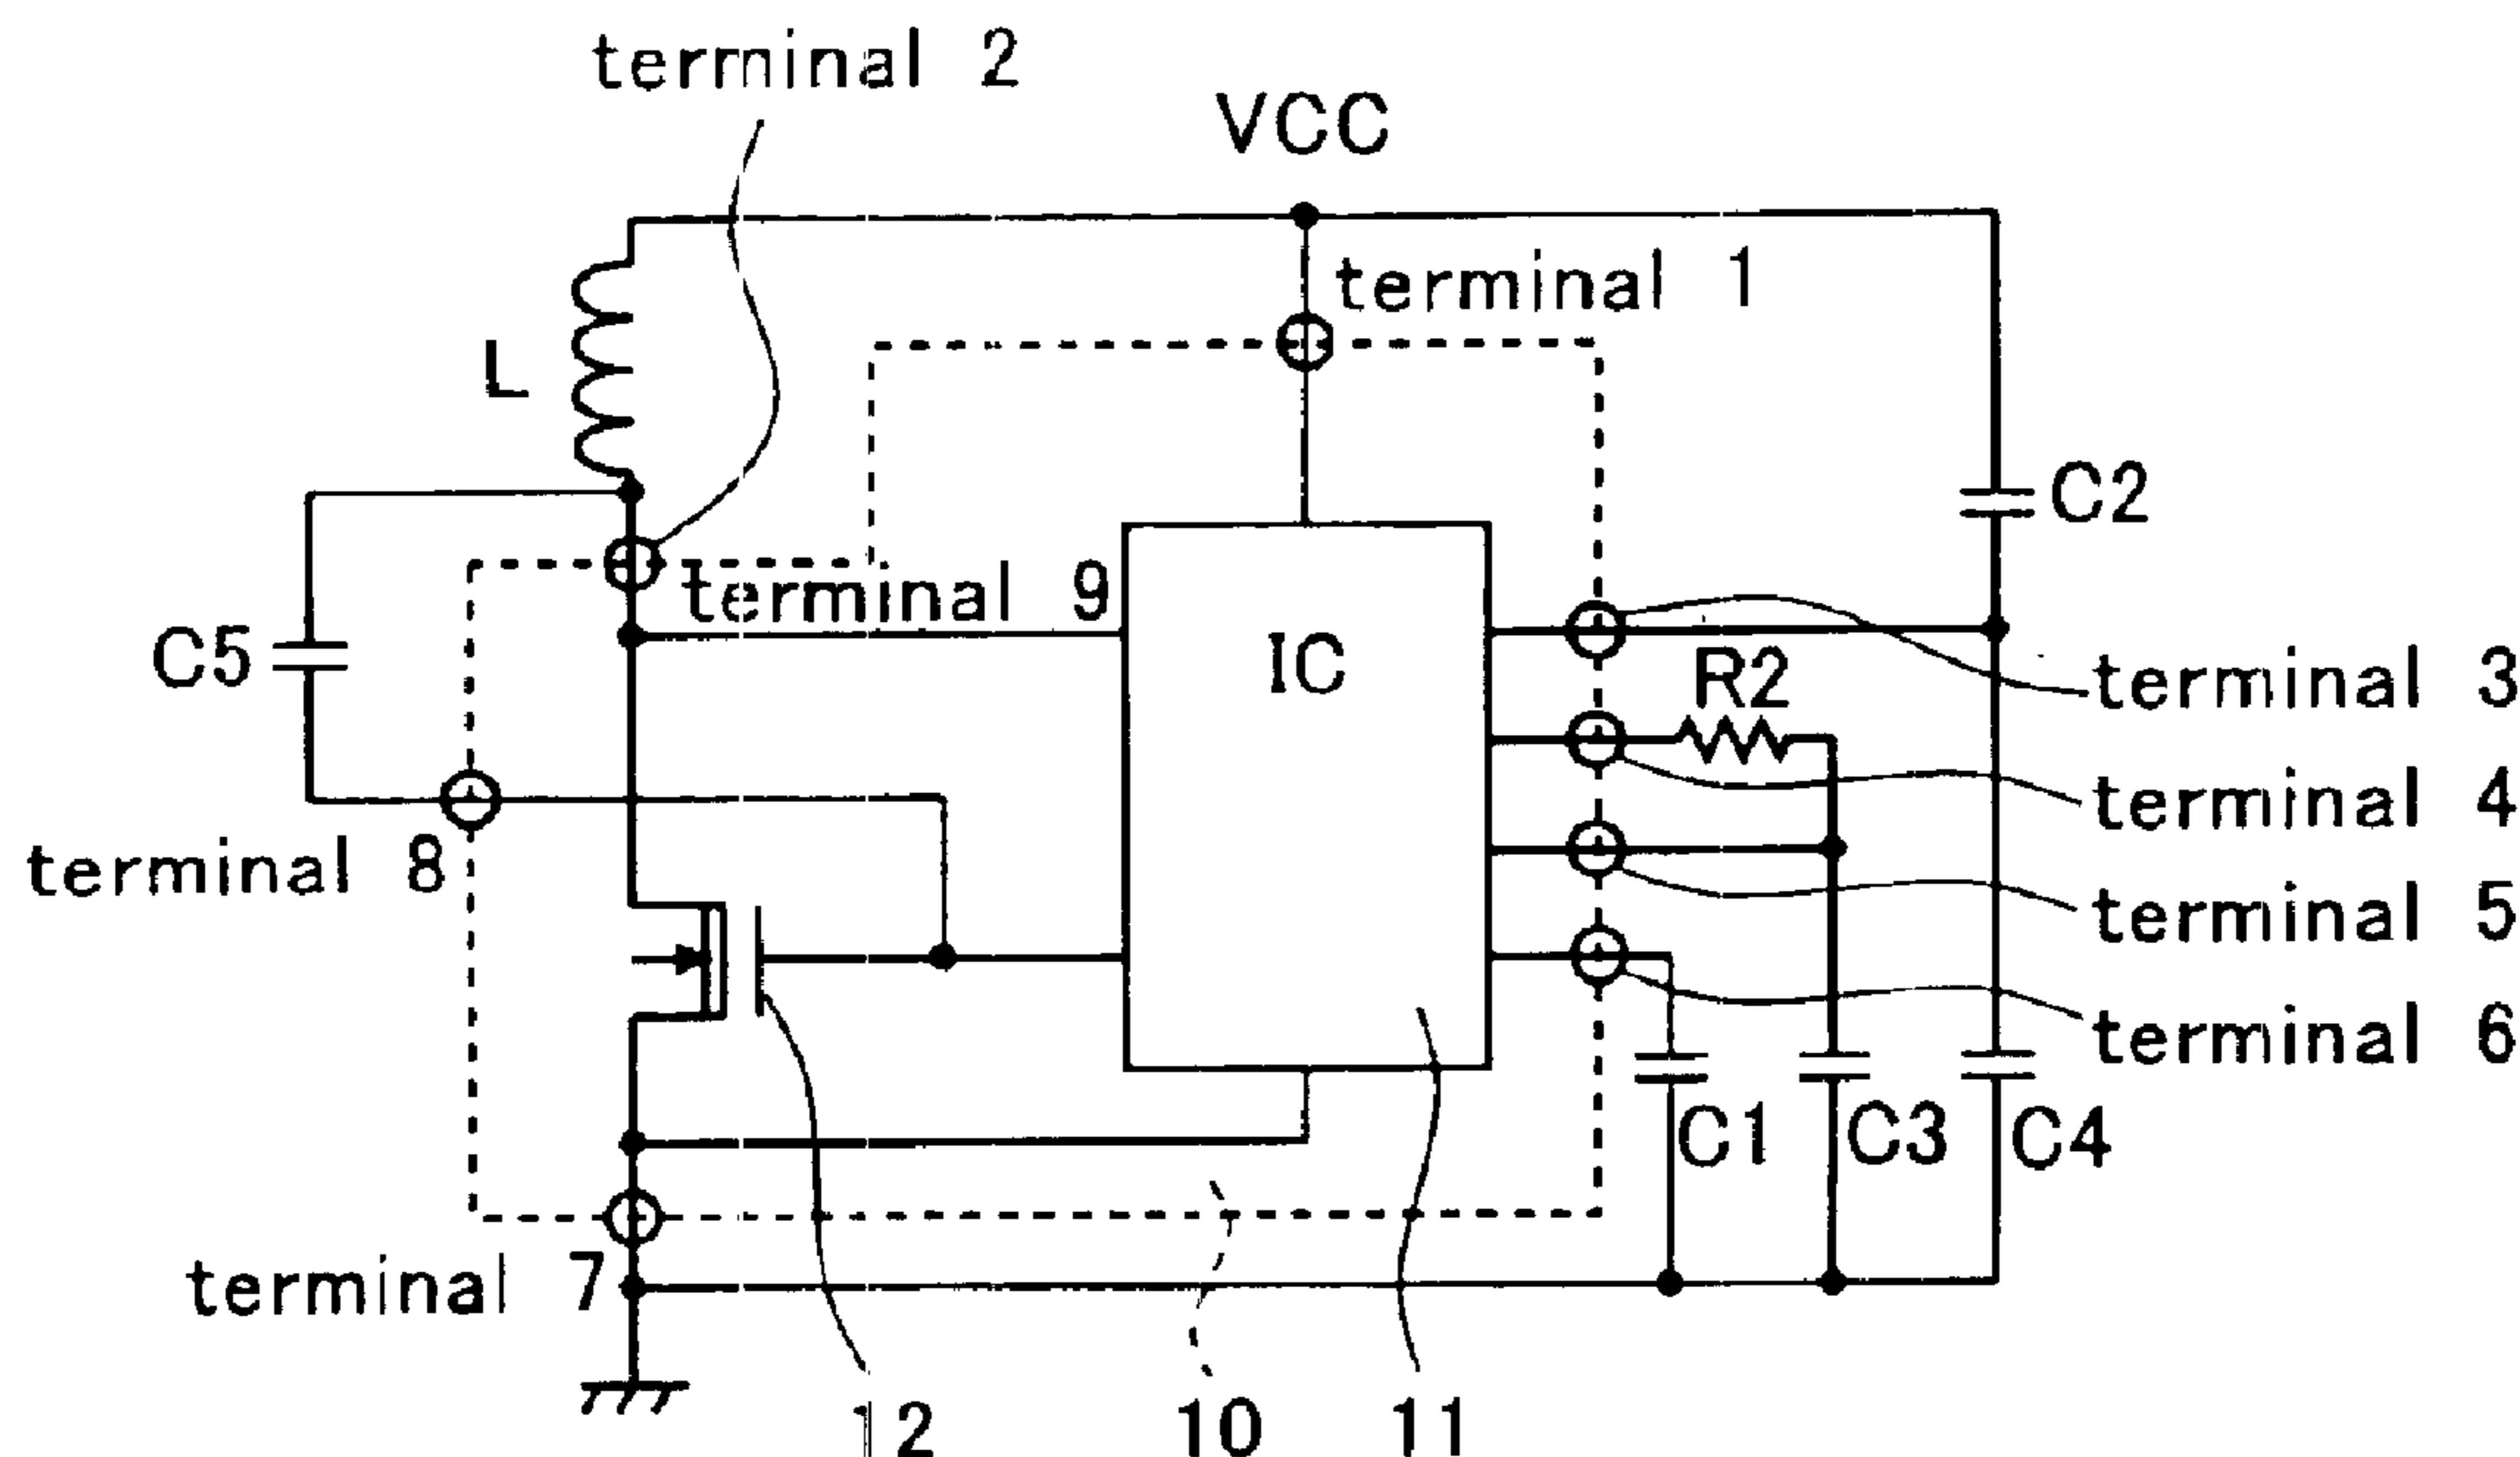 terminal 2
VCC
terminal 1
L
C2
terminal 9
C5
IC
R2
terminal 3
terminal 4
terminal 8
terminal 5
terminal 6
C1
C3
C4
terminal 7
12
10
11